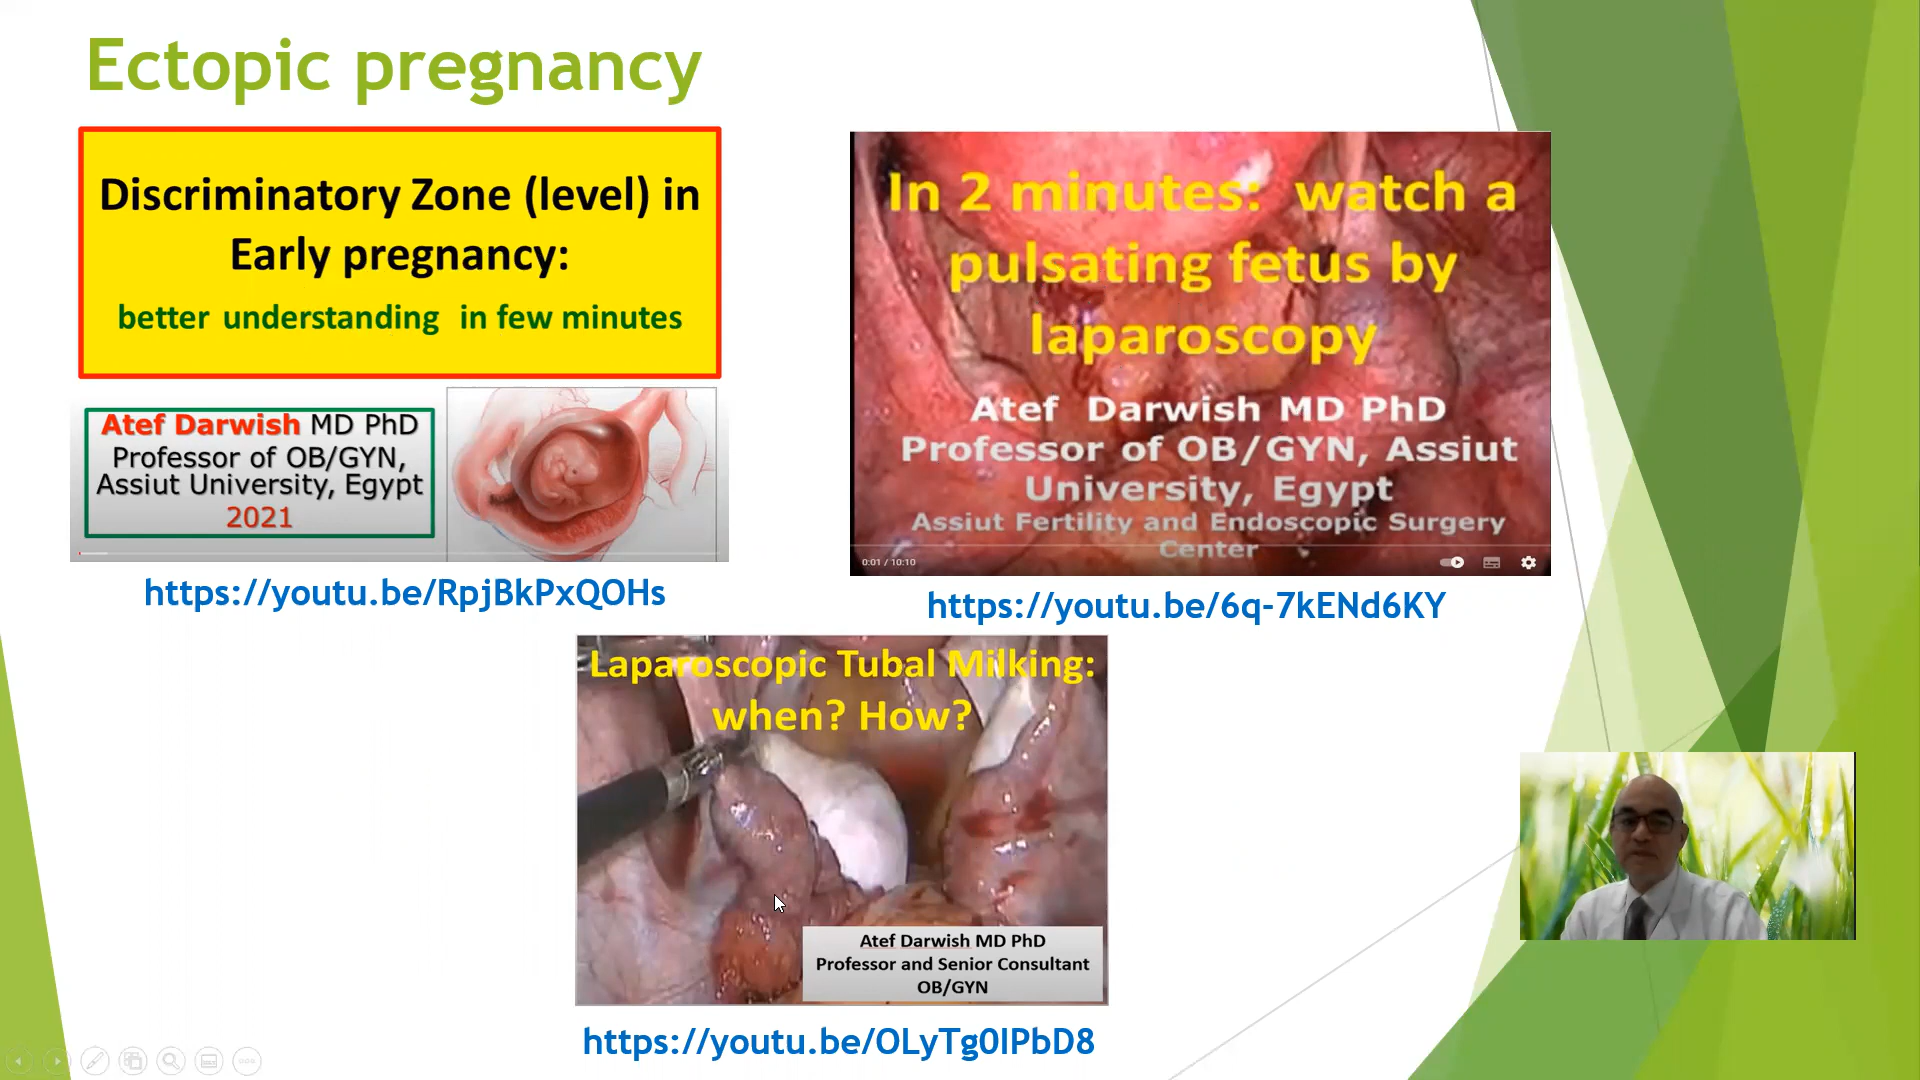 Ectopic pregnancy
Discriminatory Zone (level) in
Early pregnancy:
better understanding in few minutes
Atef Darwish MD PhD
Professor of OB/GYN,
Assiut University, Egypt
2021
https://youtu.be/RpjBkPxQOHs
In 2 minutes: watch a
pulsating fetus by
laparoscopy
Atef Darwish MD PhD
Professor of OB/GYN, Assiut
University, Egypt
Assiut Fertility and Endoscopic Surgery
Center
0:01 / 10:10
https://youtu.be/6q-7kENd6KY
Laparoscopic Tubal Milking:
when? How?
Atef Darwish MD PhD
Professor and Senior Consultant
OB/GYN
https://youtu.be/OLyTg0IPbD8